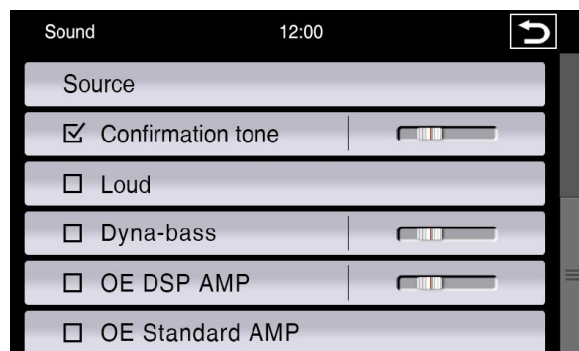 Sound 12:00
Source
Confirmation tone
Loud
Dyna-bass
OE DSP AMP
OE Standard AMP